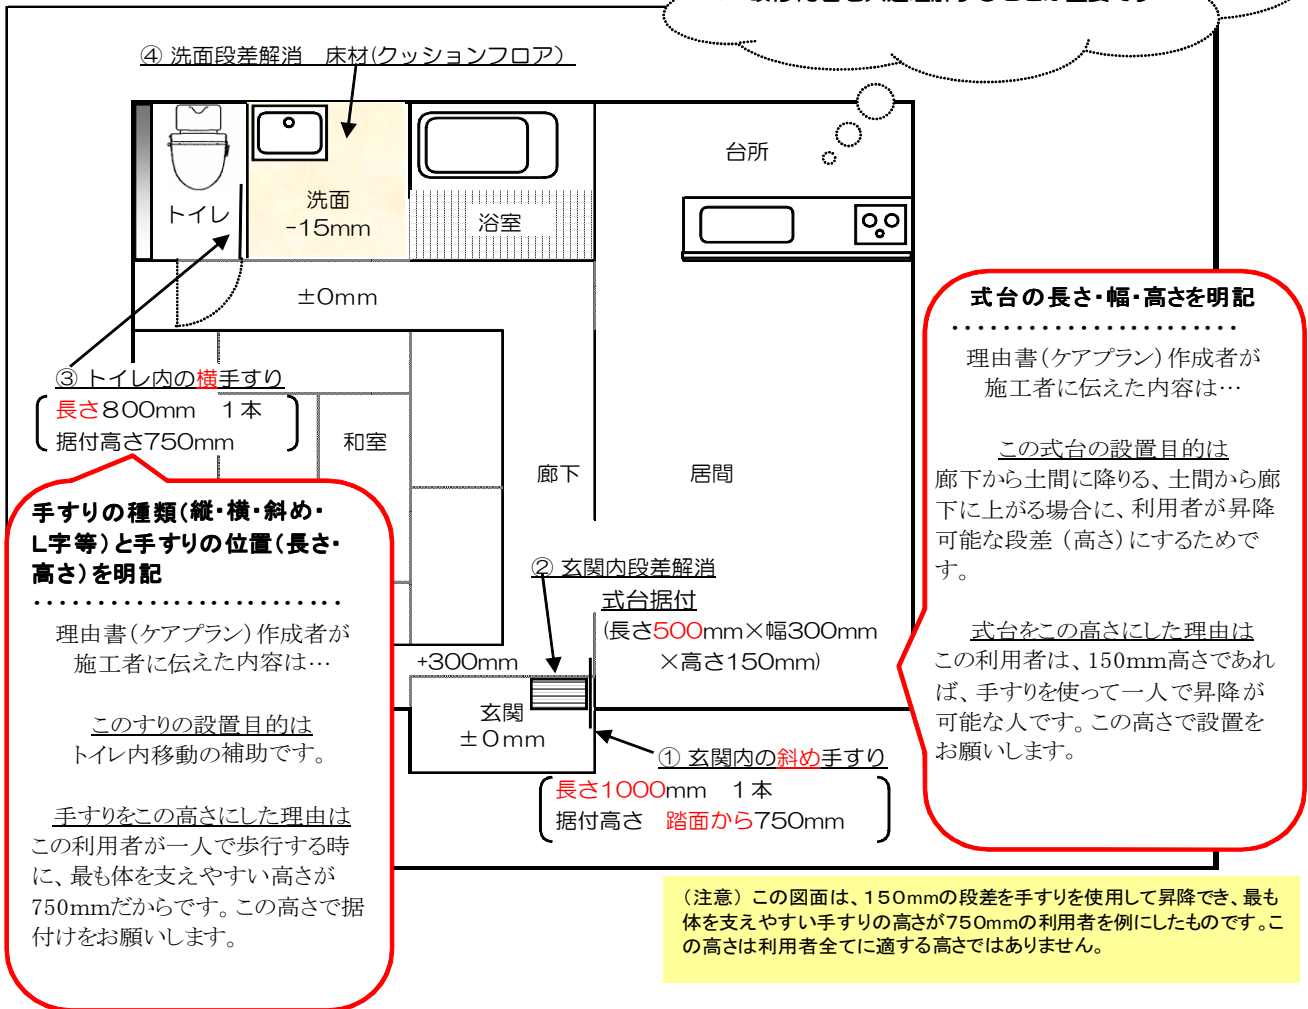 ④ 洗面段差解消　床材(クッションフロア）
台所
トイレ
洗面
-15mm
浴室
±0mm
③ トイレ内の横手すり
長さ800mm　1本
据付高さ750mm
和室
廊下
居間
② 玄関内段差解消
式台据付
(長さ500mm×幅300mm
×高さ150mm)
+300mm
玄関
±0mm
① 玄関内の斜め手すり
長さ1000mm　1本
据付高さ　踏面から750mm
手すりの種類(縦・横・斜め・
L字等)と手すりの位置(長さ・
高さ)を明記
理由書(ケアプラン)作成者が
施工者に伝えた内容は…
このすりの設置目的は
トイレ内移動の補助です。
手すりをこの高さにした理由は
この利用者が一人で歩行する時
に、最も体を支えやすい高さが
750mmだからです。この高さで据
付けをお願いします。
式台の長さ・幅・高さを明記
理由書(ケアプラン)作成者が
施工者に伝えた内容は…
この式台の設置目的は
廊下から土間に降りる、土間から廊
下に上がる場合に、利用者が昇降
可能な段差（高さ)にするためで
す。
式台をこの高さにした理由は
この利用者は、150mm高さであれ
ば、手すりを使って一人で昇降が
可能な人です。この高さで設置を
お願いします。
（注意）この図面は、150mmの段差を手すりを使用して昇降でき、最も
体を支えやすい手すりの高さが750mmの利用者を例にしたものです。こ
の高さは利用者全てに適する高さではありません。